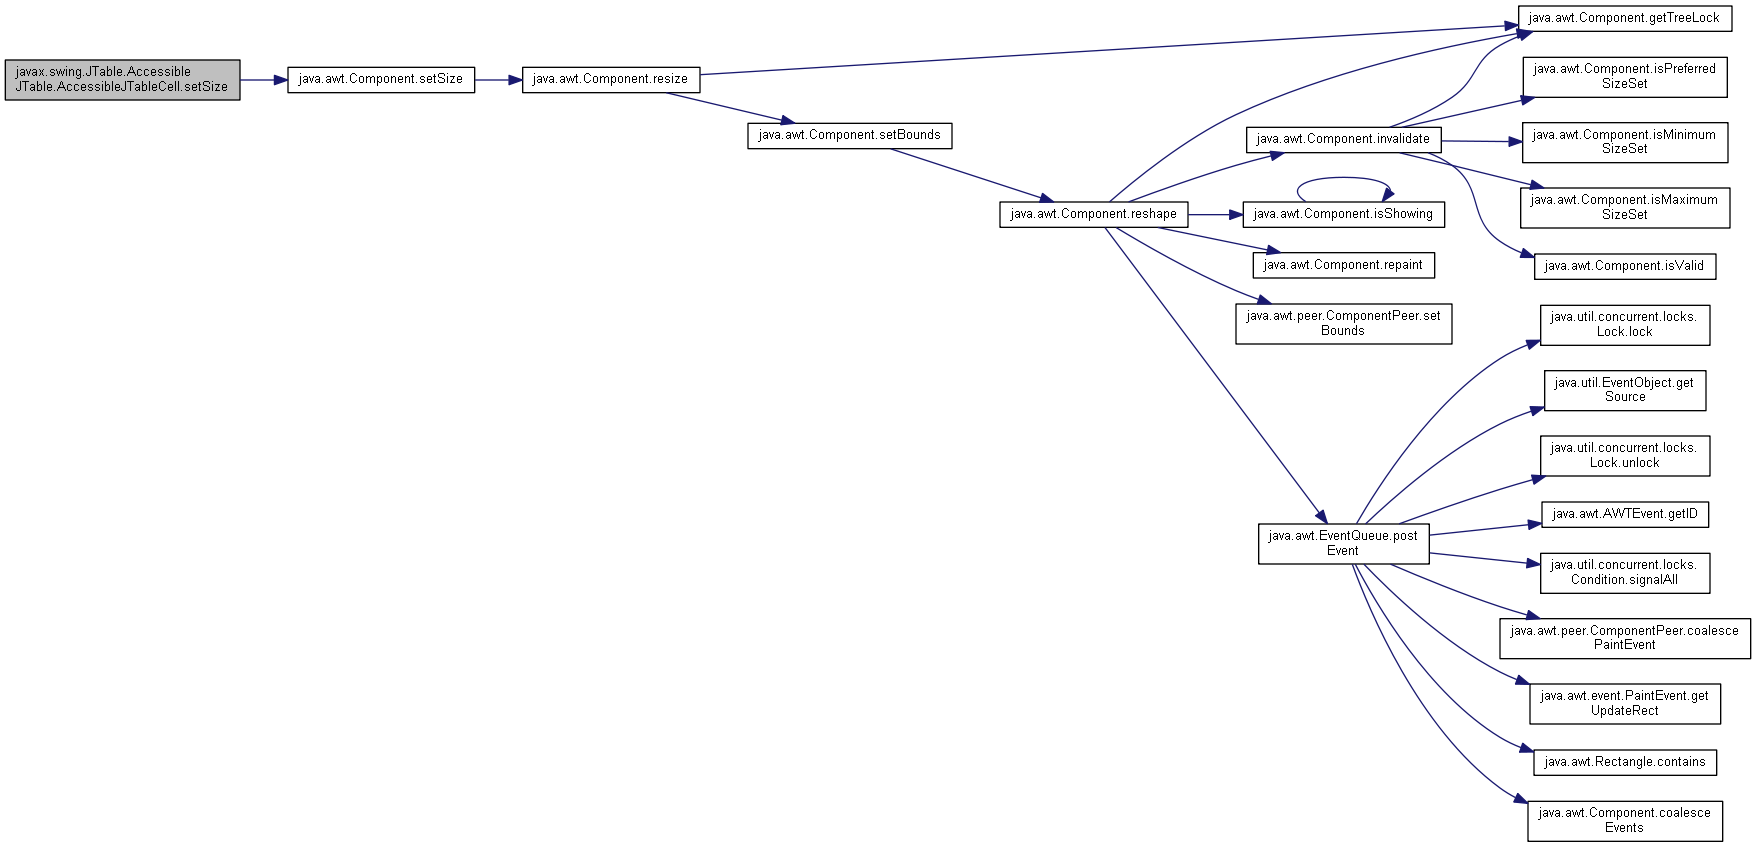 javax.swing.JTable.Accessible
JTable.AccessibleJTableCell.setSize
java.awt.Component.setSize
java.awt.Component.resize
java.awt.Component.setBounds
java.awt.Component.reshape
java.awt.Component.getTreeLock
java.awt.Component.invalidate
java.awt.Component.isPreferred
SizeSet
java.awt.Component.isMinimum
SizeSet
java.awt.Component.isMaximum
SizeSet
java.awt.Component.isValid
java.awt.Component.isShowing
java.awt.Component.repaint
java.awt.peer.ComponentPeer.set
Bounds
java.awt.EventQueue.post
Event
java.util.concurrent.locks.
Lock.lock
java.util.EventObject.get
Source
java.util.concurrent.locks.
Lock.unlock
java.awt.AWTEvent.getID
java.util.concurrent.locks.
Condition.signalAll
java.awt.peer.ComponentPeer.coalesce
PaintEvent
java.awt.event.PaintEvent.get
UpdateRect
java.awt.Rectangle.contains
java.awt.Component.coalesce
Events